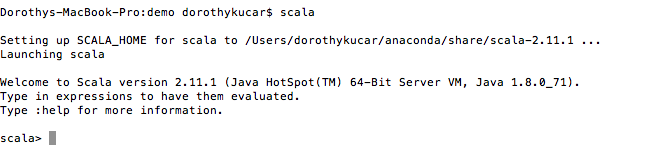 Dorothys-MacBook-Pro:demo dorothykucar$ scala
Setting up SCALA_HOME for scala to /Users/dorothykucar/anaconda/share/scala-2.11.1 ...
Launching scala
Welcome to Scala version 2.11.1 (Java HotSpot(TM) 64-Bit Server VM, Java 1.8.0_71).
Type in expressions to have them evaluated.
Type :help for more information.
scala>